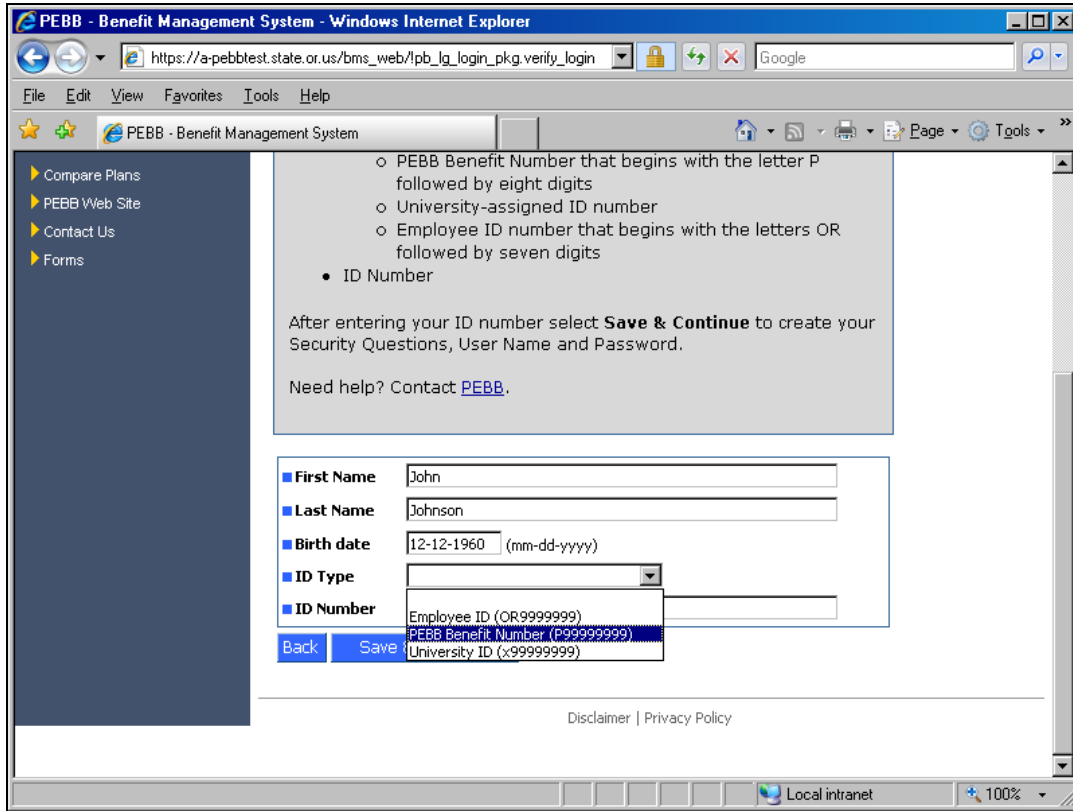 PEBB - Benefit Management System - Windows Internet Explorer
https://a-pebbtest.state.or.us/bms_web/!pb_lg_login_pkg.verify_login
Google
File Edit View Favorites Tools Help
PEBB - Benefit Management System
Page
Tools
Compare Plans
PEBB Web Site
Contact Us
Forms
o PEBB Benefit Number that begins with the letter P
followed by eight digits
o University-assigned ID number
o Employee ID number that begins with the letters OR
followed by seven digits
• ID Number
After entering your ID number select Save & Continue to create your
Security Questions, User Name and Password.
Need help? Contact PEBB.
First Name John
Last Name Johnson
Birth date 12-12-1960 (mm-dd-yyyy)
ID Type
ID Number
Employee ID (OR9999999)
PEBB Benefit Number (P99999999)
University ID (x99999999)
Back Save
Disclaimer | Privacy Policy
Local intranet 100%